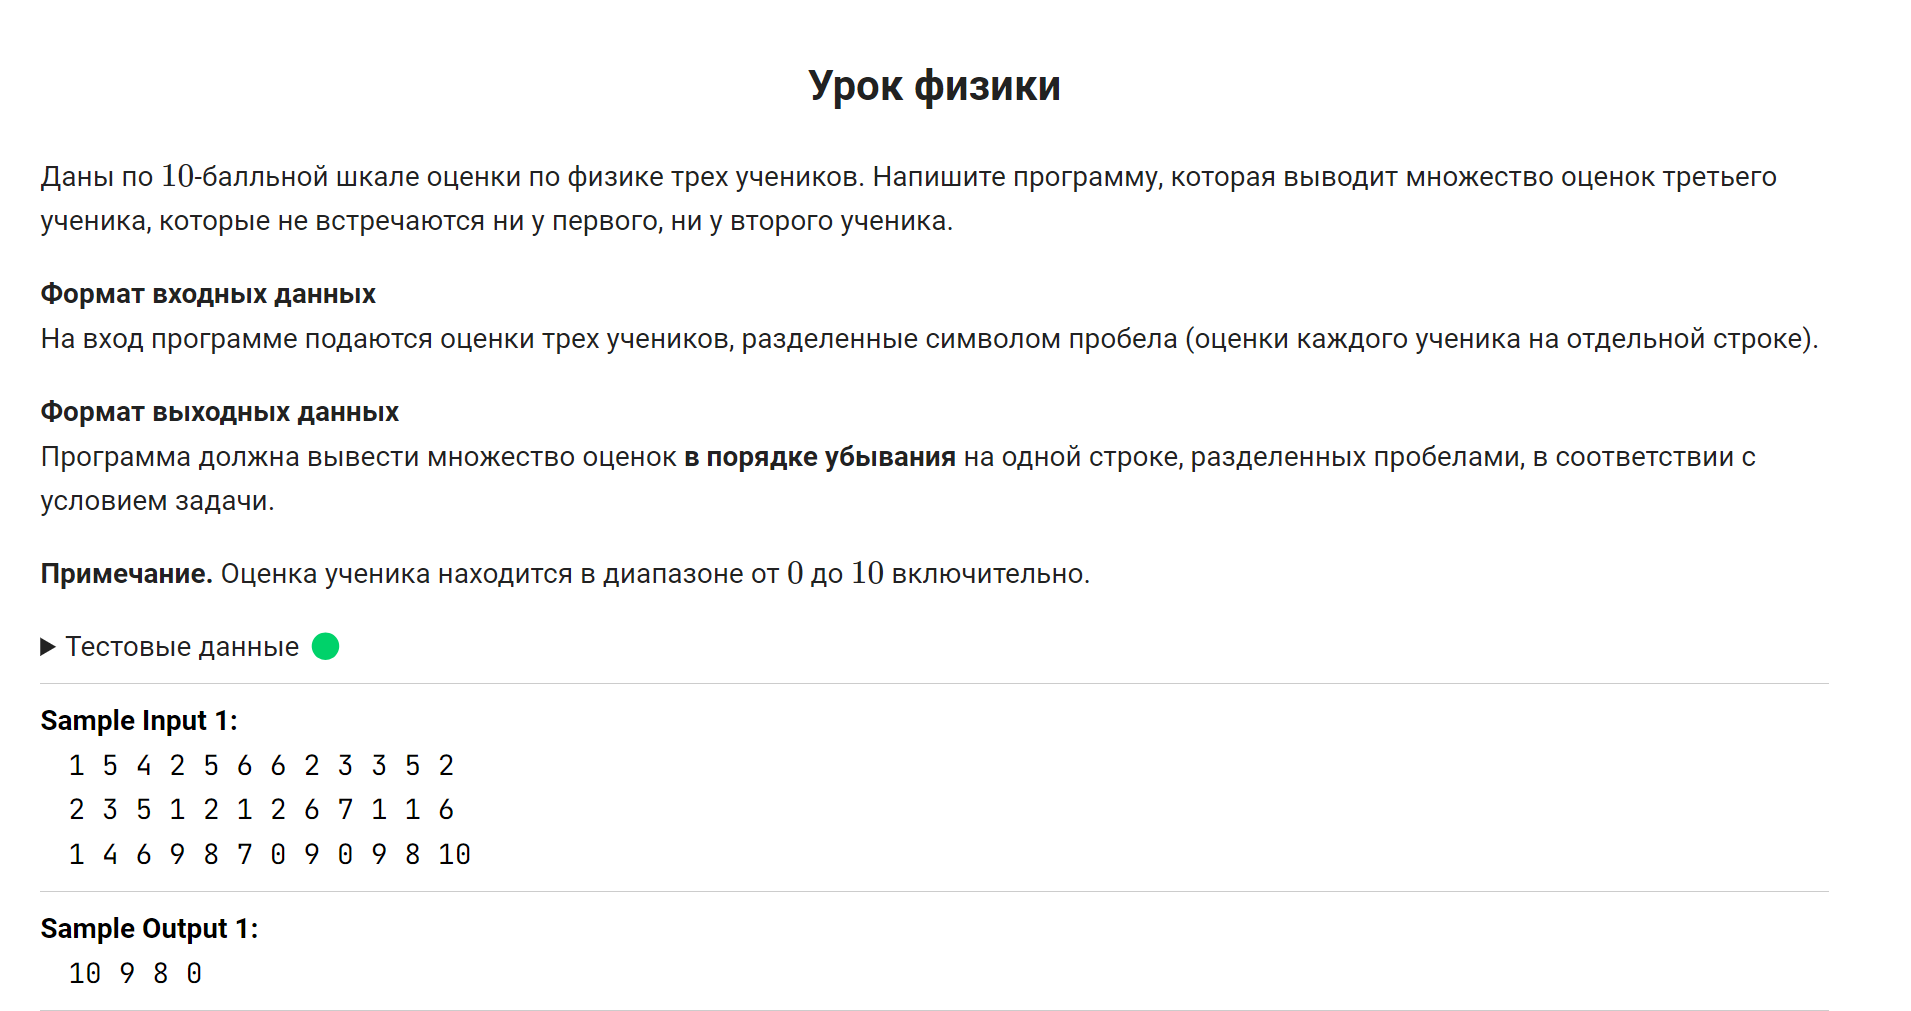 Урок физики
Даны по 10-балльной шкале оценки по физике трех учеников. Напишите программу, которая выводит множество оценок третьего
ученика, которые не встречаются ни у первого, ни у второго ученика.
Формат входных данных
На вход программе подаются оценки трех учеников, разделенные символом пробела (оценки каждого ученика на отдельной строке).
Формат выходных данных
Программа должна вывести множество оценок в порядке убывания на одной строке, разделенных пробелами, в соответствии с
условием задачи.
Примечание. Оценка ученика находится в диапазоне от 0 до 10 включительно.
Тестовые данные
Sample Input 1:
1 5 4 2 5 6 6 2 3 3 5 2
2 3 5 1 2 1 2 6 7 1 1 6
1 4 6 9 8 7 0 9 0 9 8 10
Sample Output 1:
10 9 8 0